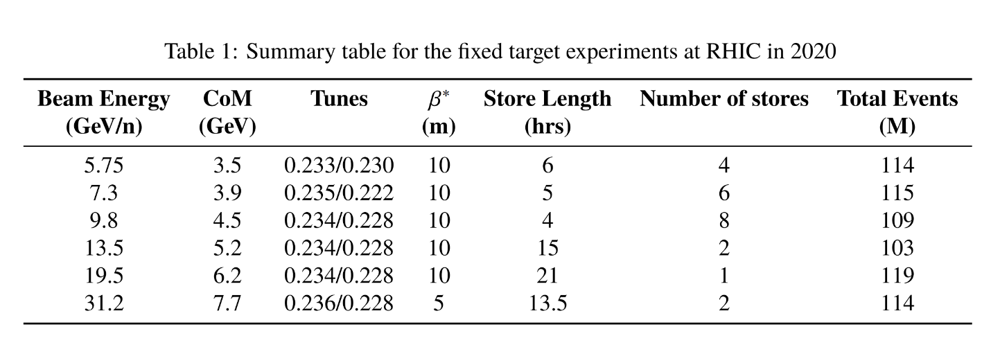 Table 1: Summary table for the fixed target experiments at RHIC in 2020
Beam Energy CoM Tunes β* Store Length Number of stores Total Events
(GeV/n) (GeV) (m) (hrs) (M)
5.75 3.5 0.233/0.230 10 6 4 114
7.3 3.9 0.235/0.222 10 5 6 115
9.8 4.5 0.234/0.228 10 4 8 109
13.5 5.2 0.234/0.228 10 15 2 103
19.5 6.2 0.234/0.228 10 21 1 119
31.2 7.7 0.236/0.228 5 13.5 2 114